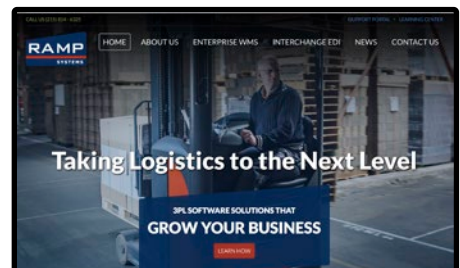 SUPPORT PORTAL • LEARNING CENTER
RAMP
SYSTEMS
HOME ABOUT US ENTERPRISE WMS INTERCHANGE EDI NEWS CONTACT US
Taking Logistics to the Next Level
3PL SOFTWARE SOLUTIONS THAT
GROW YOUR BUSINESS
LEARN HOW